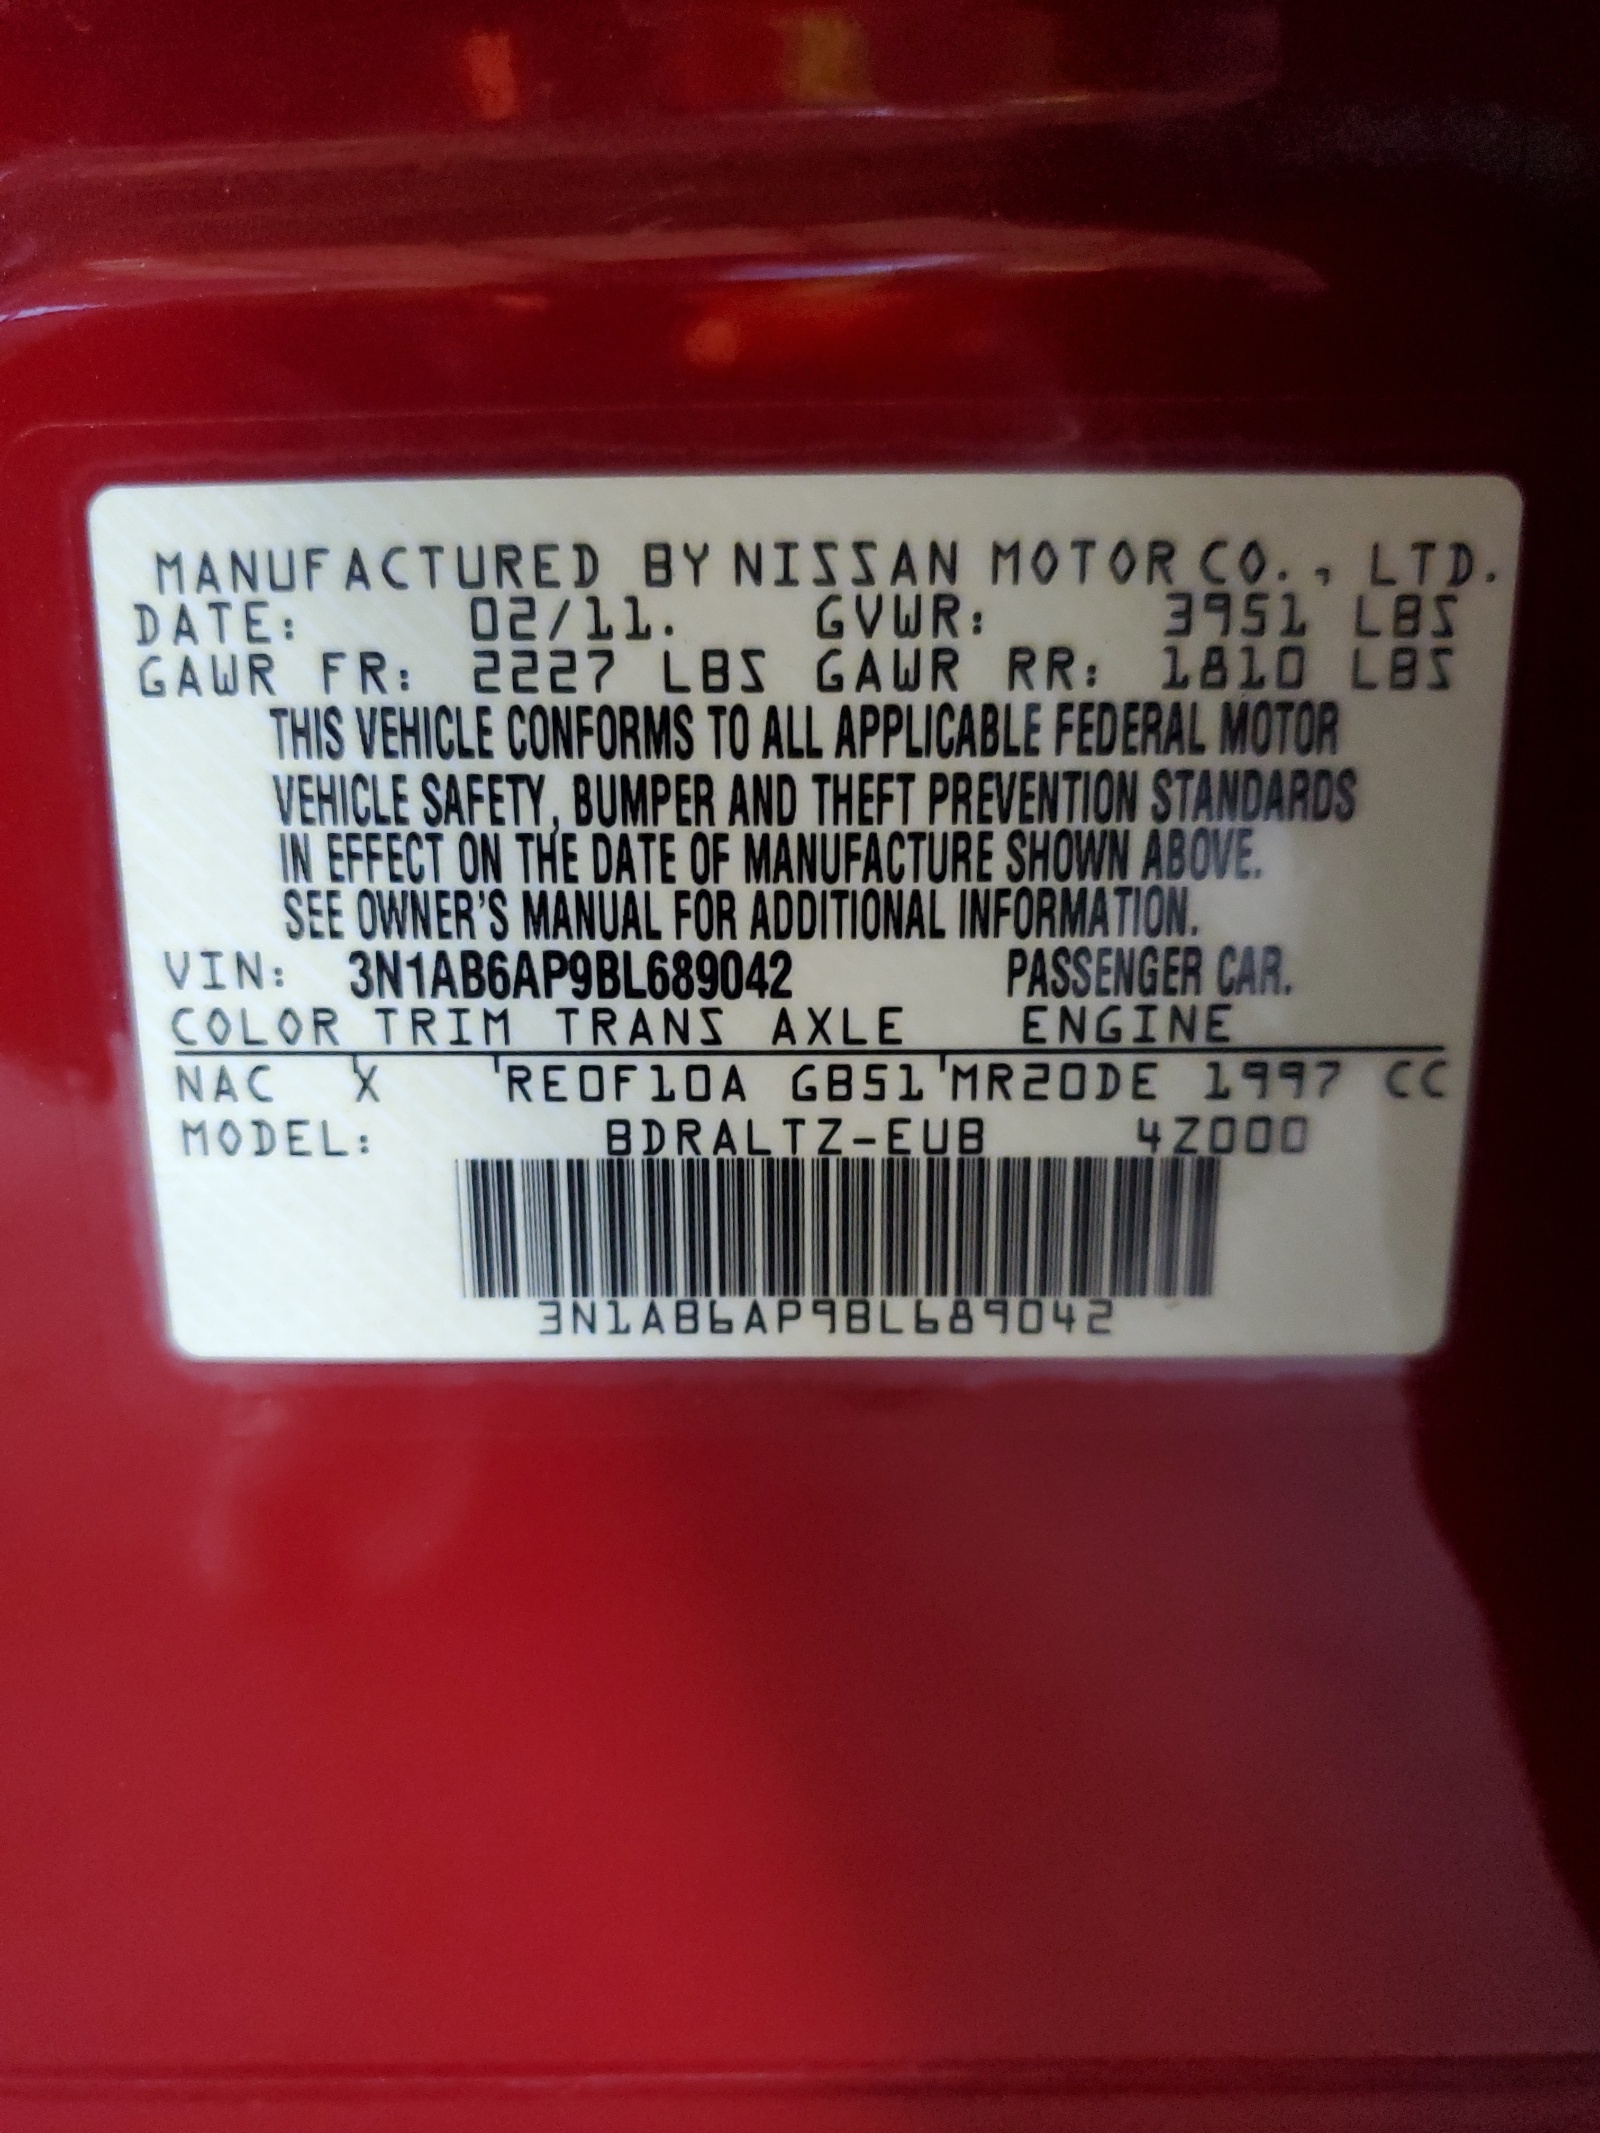 MANUFACTURED BY NISSAN MOTOR CO., LTD.
DATE: 02/11. GVWR: 3951 LBS
GAWR FR: 2227 LBS GAWR RR: 1810 LBS
THIS VEHICLE CONFORMS TO ALL APPLICABLE FEDERAL MOTOR
VEHICLE SAFETY, BUMPER AND THEFT PREVENTION STANDARDS
IN EFFECT ON THE DATE OF MANUFACTURE SHOWN ABOVE.
SEE OWNER'S MANUAL FOR ADDITIONAL INFORMATION.
VIN: 3N1AB6AP9BL689042 PASSENGER CAR.
COLOR TRIM TRANS AXLE ENGINE
NAC X RE0F10A GB51 MR20DE 1997 CC
MODEL: BDRALTZ-EUB 4Z000
3N1AB6AP9BL689042